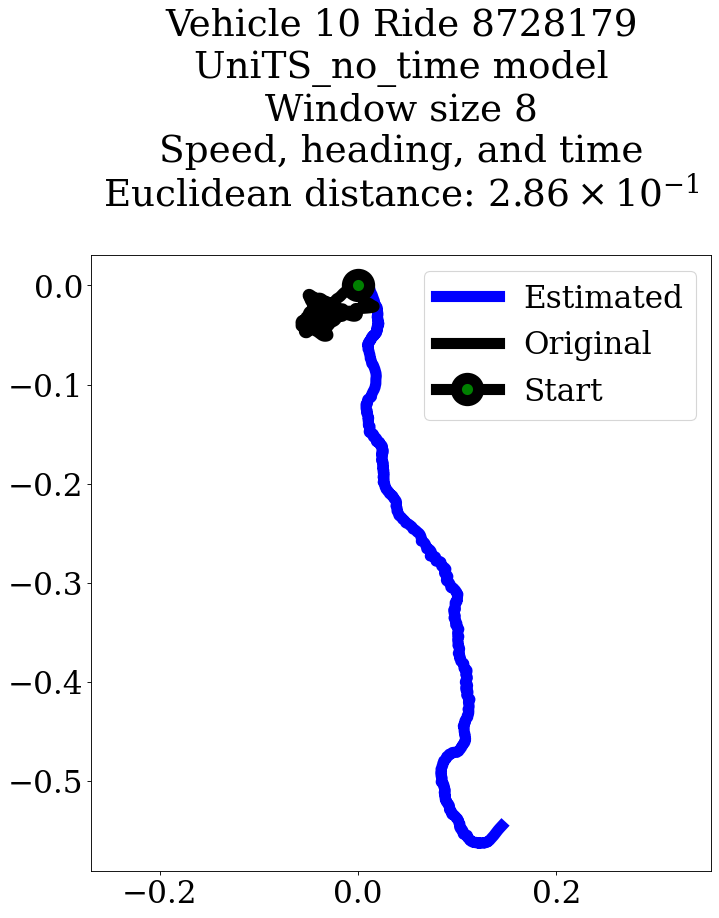 Vehicle 10 Ride 8728179
UniTS_no_time model
Window size 8
Speed, heading, and time
Euclidean distance: 2.86 × 10⁻¹
Estimated
Original
Start
0.0
−0.1
−0.2
−0.3
−0.4
−0.5
−0.2 0.0 0.2